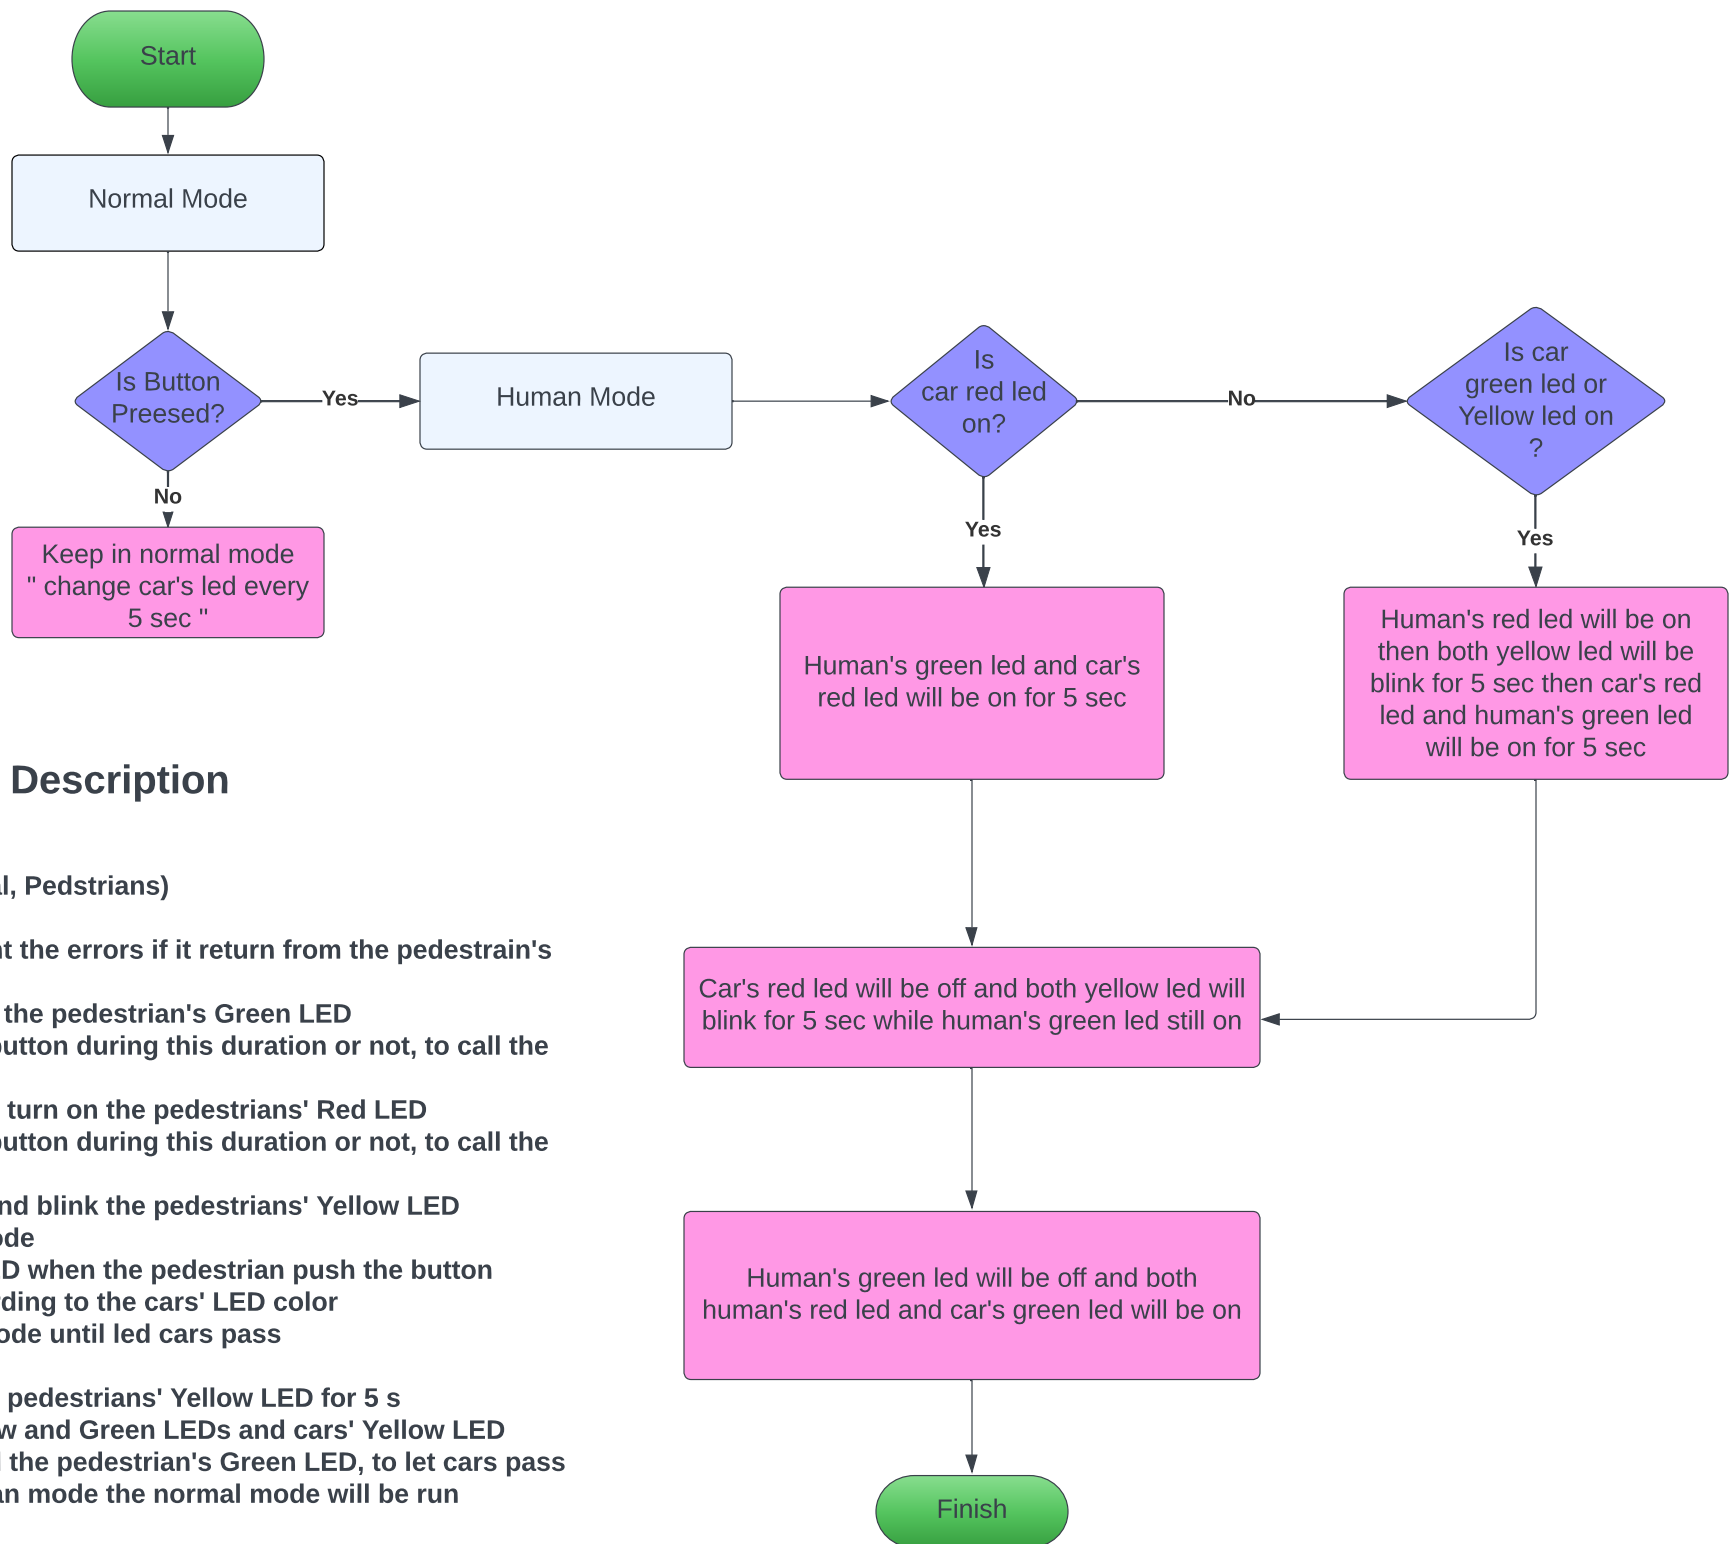 Start
Normal Mode
Is Button
Preesed?
Yes
No
Keep in normal mode
" change car's led every
5 sec "
Human Mode
Is
car red led
on?
No
Yes
Is car
green led or
Yellow led on
?
Yes
Human's green led and car's
red led will be on for 5 sec
Human's red led will be on
then both yellow led will be
blink for 5 sec then car's red
led and human's green led
will be on for 5 sec
Car's red led will be off and both yellow led will
blink for 5 sec while human's green led still on
Human's green led will be off and both
human's red led and car's green led will be on
Finish
Description
Pedstrians)
the errors if it return from the pedestrain's
the pedestrian's Green LED
during this duration or not, to call the
turn on the pedestrians' Red LED
during this duration or not, to call the
blink the pedestrians' Yellow LED
when the pedestrian push the button
to the cars' LED color
until led cars pass
pedestrians' Yellow LED for 5 s
and Green LEDs and cars' Yellow LED
the pedestrian's Green LED, to let cars pass
mode the normal mode will be run